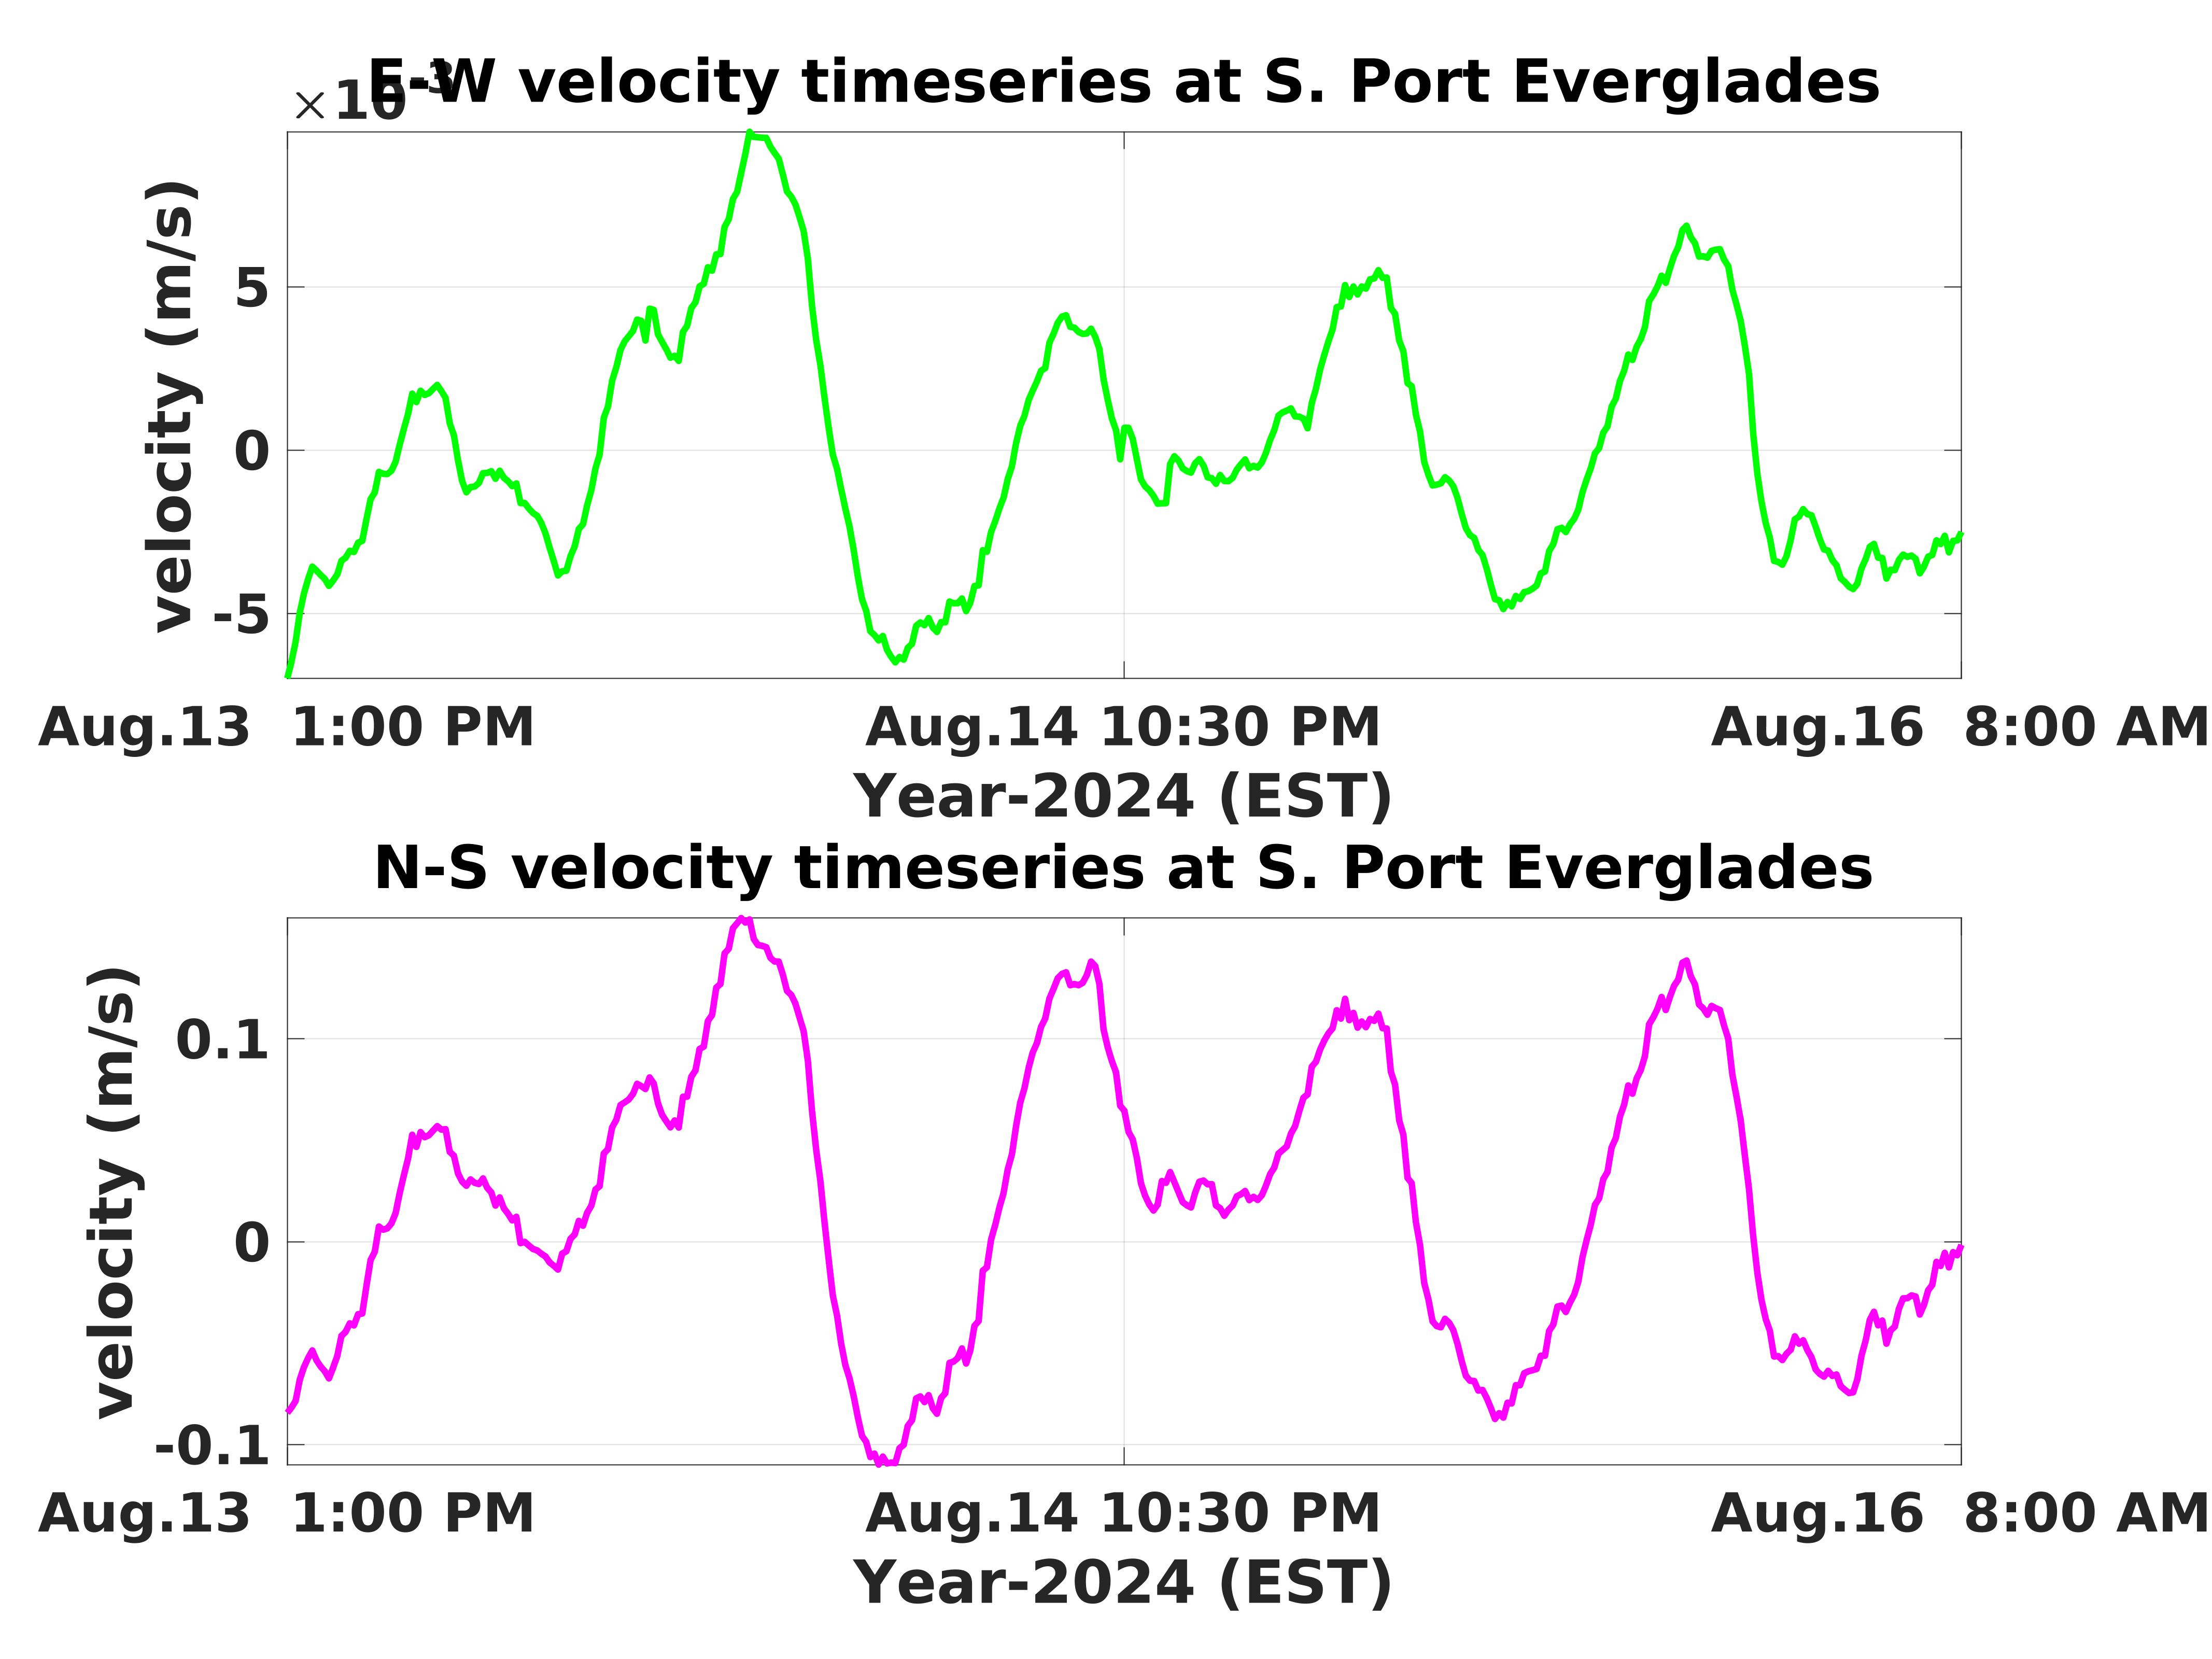 ×10-3
E-W velocity timeseries at S. Port Everglades
velocity (m/s)
5
0
-5
Aug.13 1:00 PM Aug.14 10:30 PM Aug.16 8:00 AM
Year-2024 (EST)
N-S velocity timeseries at S. Port Everglades
velocity (m/s)
0.1
0
-0.1
Aug.13 1:00 PM Aug.14 10:30 PM Aug.16 8:00 AM
Year-2024 (EST)